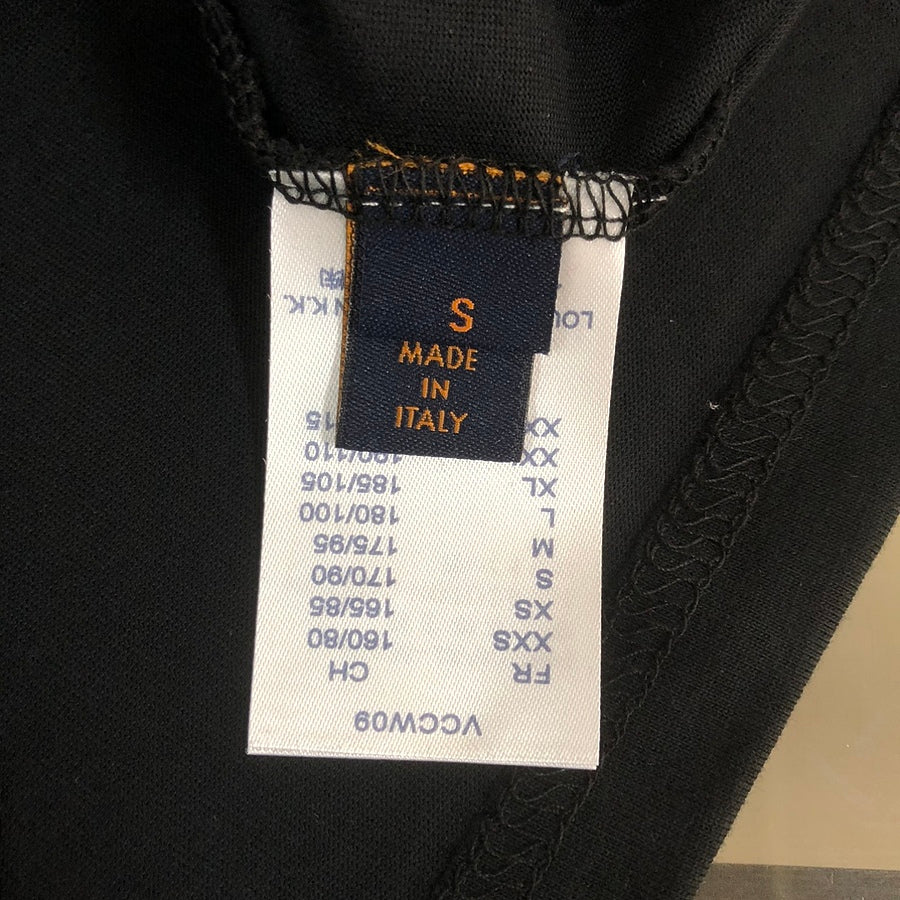 S
MADE
IN
ITALY
VCCW09
FR CH
XXS 160/80
XS 165/85
S 170/90
M 175/95
L 180/100
XL 185/105
K.K.